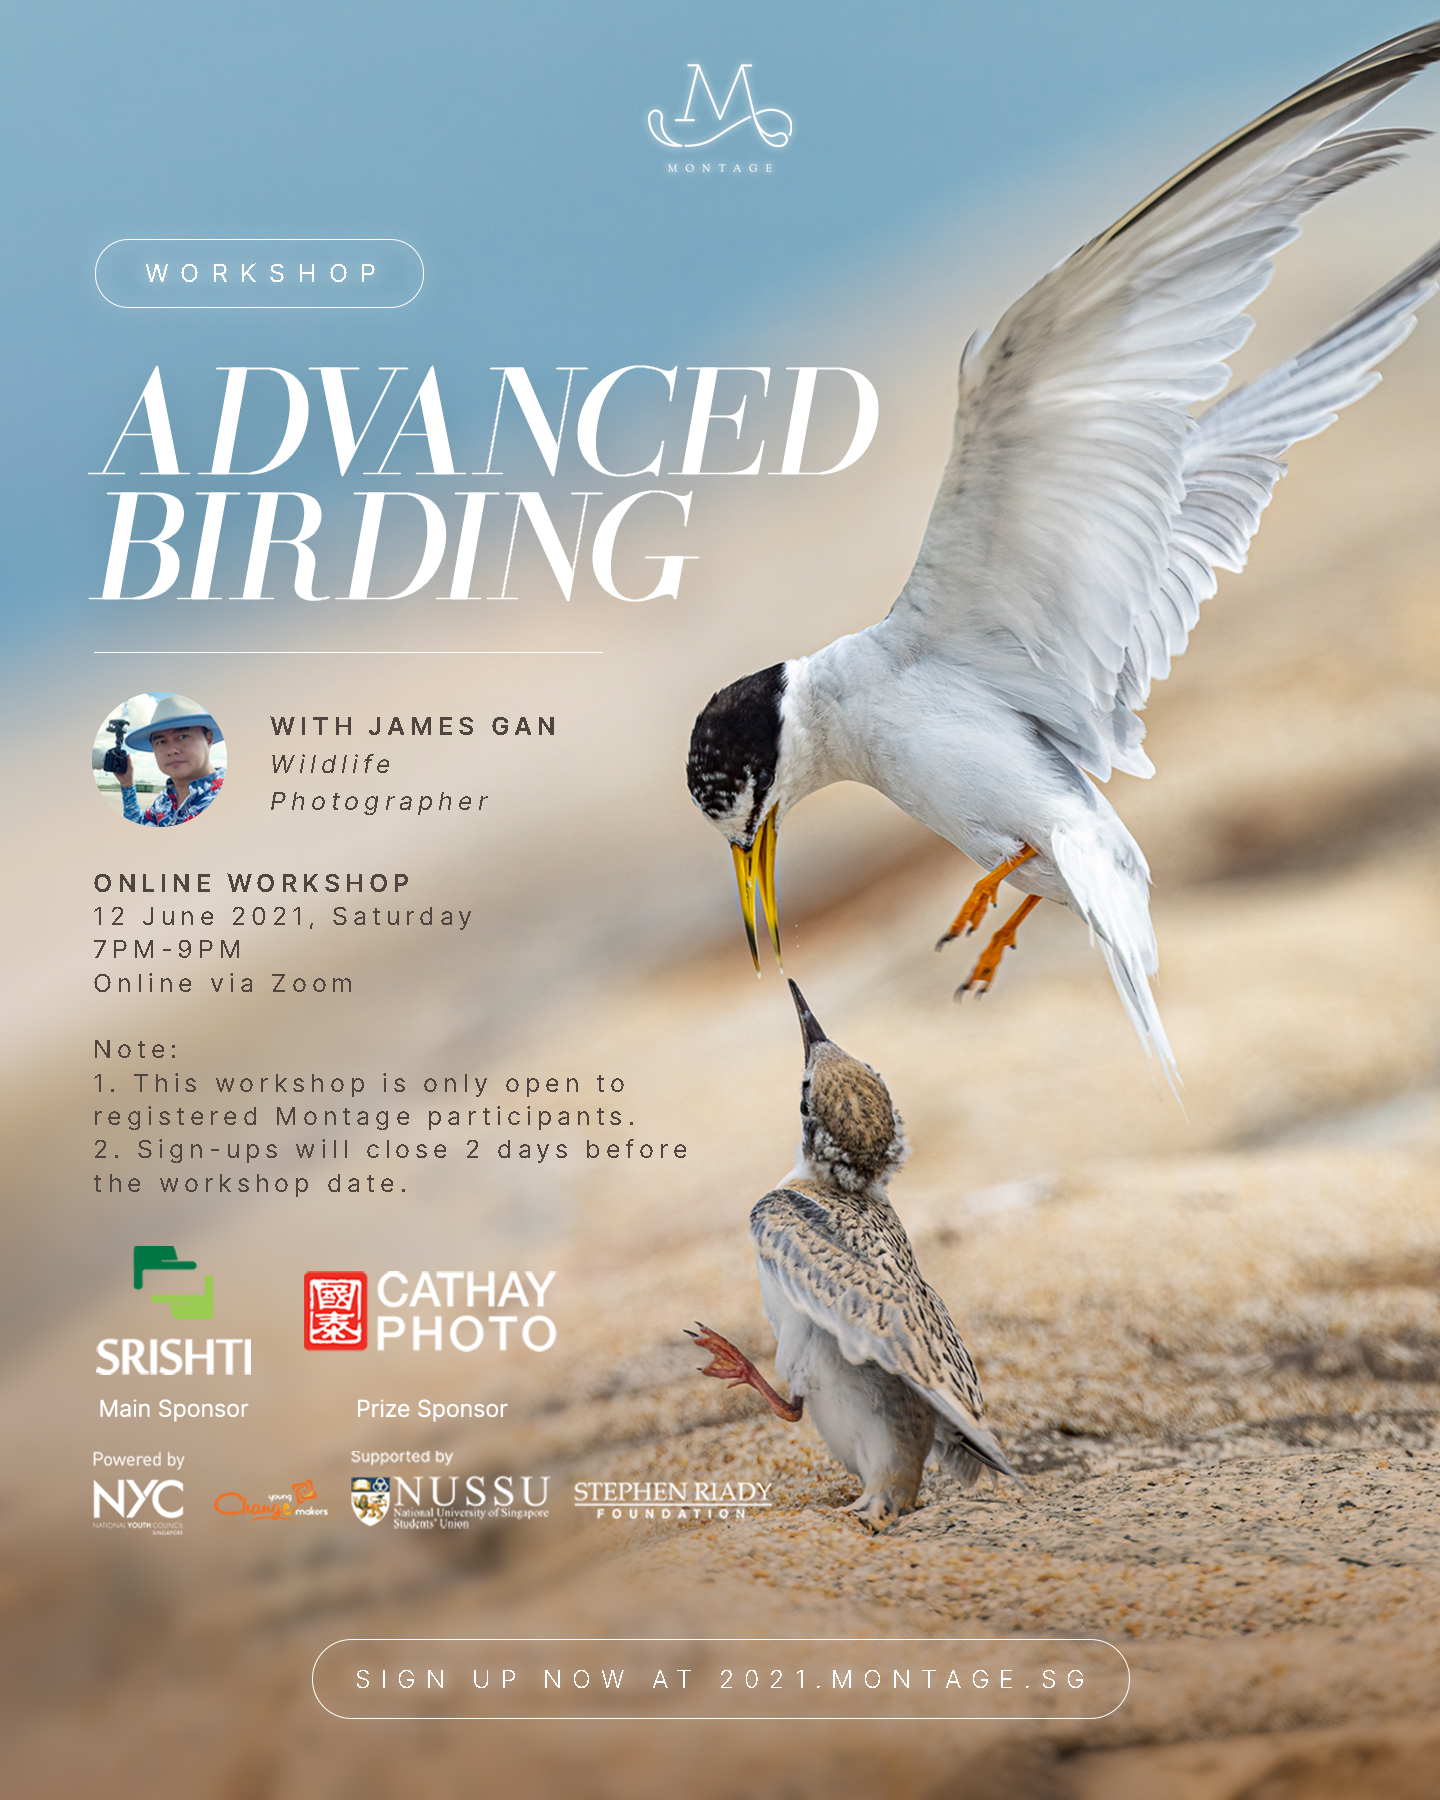 M
MONTAGE
WORKSHOP
ADVANCED
BIRDING
WITH JAMES GAN
Wildlife
Photographer
ONLINE WORKSHOP
12 June 2021, Saturday
7PM-9PM
Online via Zoom
Note:
1. This workshop is only open to
registered Montage participants.
2. Sign-ups will close 2 days before
the workshop date.
SRISHTI
Main Sponsor
國泰
CATHAY
PHOTO
Prize Sponsor
Powered by
NYC
NATIONAL YOUTH COUNCIL
SINGAPORE
young
Change
makers
Supported by
NUSSU
National University of Singapore
Students' Union
STEPHEN RIADY
FOUNDATION
SIGN UP NOW AT 2021.MONTAGE.SG